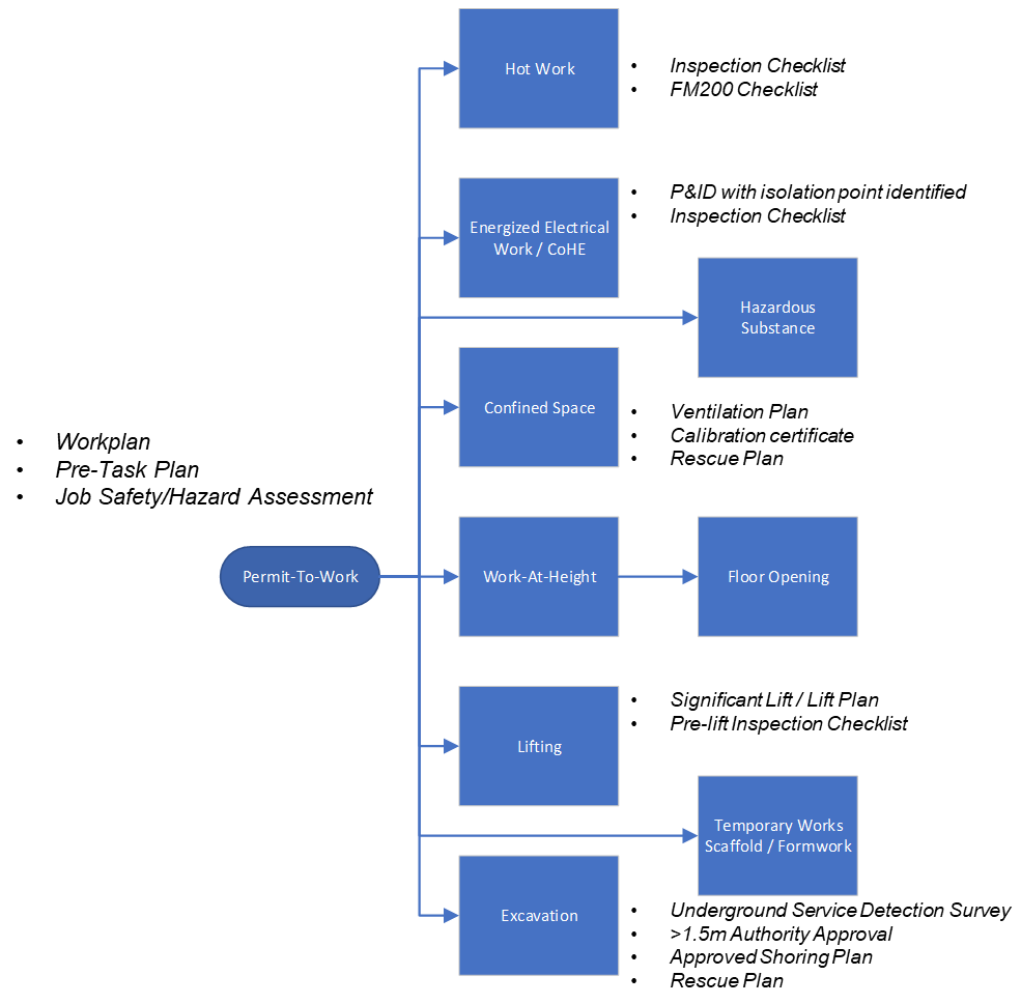 Hot Work
• Inspection Checklist
• FM200 Checklist
Energized Electrical
Work / CoHE
• P&ID with isolation point identified
• Inspection Checklist
Hazardous
Substance
Confined Space
• Ventilation Plan
• Calibration certificate
• Rescue Plan
• Workplan
• Pre-Task Plan
• Job Safety/Hazard Assessment
Permit-To-Work
Work-At-Height
Floor Opening
Lifting
• Significant Lift / Lift Plan
• Pre-lift Inspection Checklist
Temporary Works
Scaffold / Formwork
Excavation
• Underground Service Detection Survey
• >1.5m Authority Approval
• Approved Shoring Plan
• Rescue Plan